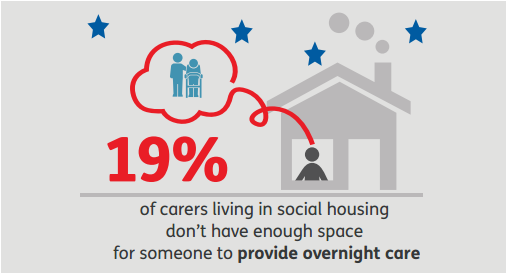 19%
of carers living in social housing
don't have enough space
for someone to provide overnight care